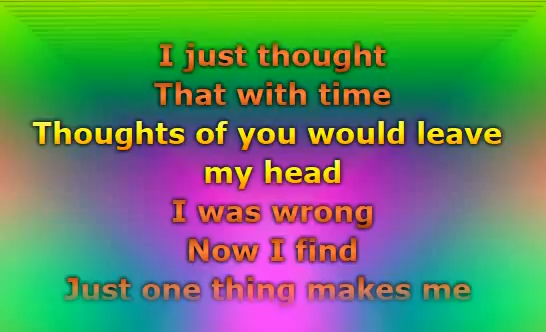 I just thought
That with time
Thoughts of you would leave
my head
I was wrong
Now I find
Just one thing makes me